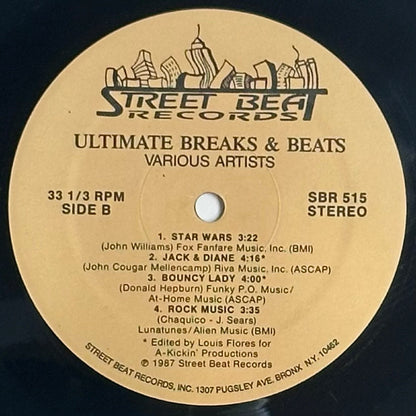 STREET BEAT
RECORDS
ULTIMATE BREAKS & BEATS
VARIOUS ARTISTS
33 1/3 RPM
SIDE B
SBR 515
STEREO
1. STAR WARS 3:22
(John Williams) Fox Fanfare Music, Inc. (BMI)
2. JACK & DIANE 4:16*
(John Cougar Mellencamp) Riva Music, Inc. (ASCAP)
3. BOUNCY LADY 4:00*
(Donald Hepburn) Funky P.O. Music/
At-Home Music (ASCAP)
4. ROCK MUSIC 3:35
(Chaquico - J. Sears)
Lunatunes/Alien Music (BMI)
* Edited by Louis Flores for
A-Kickin' Productions
℗ 1987 Street Beat Records
STREET BEAT RECORDS, INC. 1307 PUGSLEY AVE. BRONX N.Y. 10462